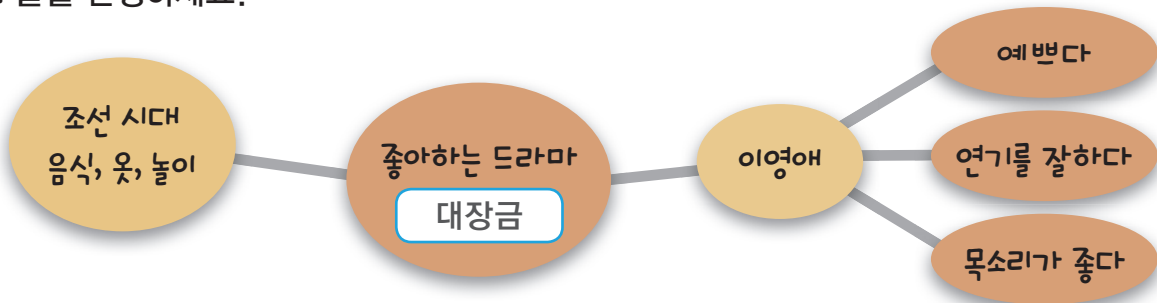 조선 시대
음식, 옷, 놀이
좋아하는 드라마
대장금
이영애
예쁘다
연기를 잘하다
목소리가 좋다